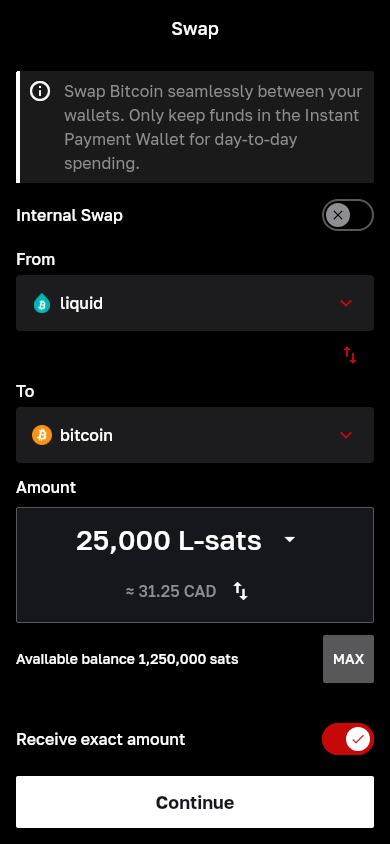 Swap
Swap Bitcoin seamlessly between your
wallets. Only keep funds in the Instant
Payment Wallet for day-to-day
spending.
Internal Swap
From
liquid
To
bitcoin
Amount
25,000 L-sats
≈ 31.25 CAD
Available balance 1,250,000 sats
MAX
Receive exact amount
Continue